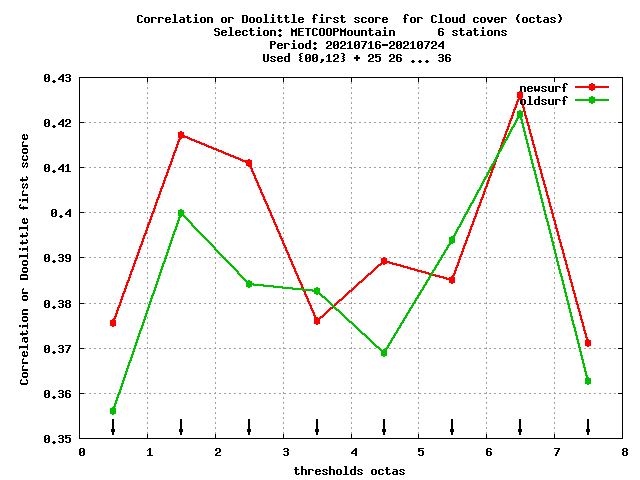 Correlation or Doolittle first score  for Cloud cover (octas)
Selection: METCOOPMountain      6 stations
Period: 20210716-20210724
Used {00,12} + 25 26 ... 36
newsurf
oldsurf
0.43
0.42
0.41
0.4
0.39
0.38
0.37
0.36
0.35
Correlation or Doolittle first score
0 1 2 3 4 5 6 7 8
thresholds octas